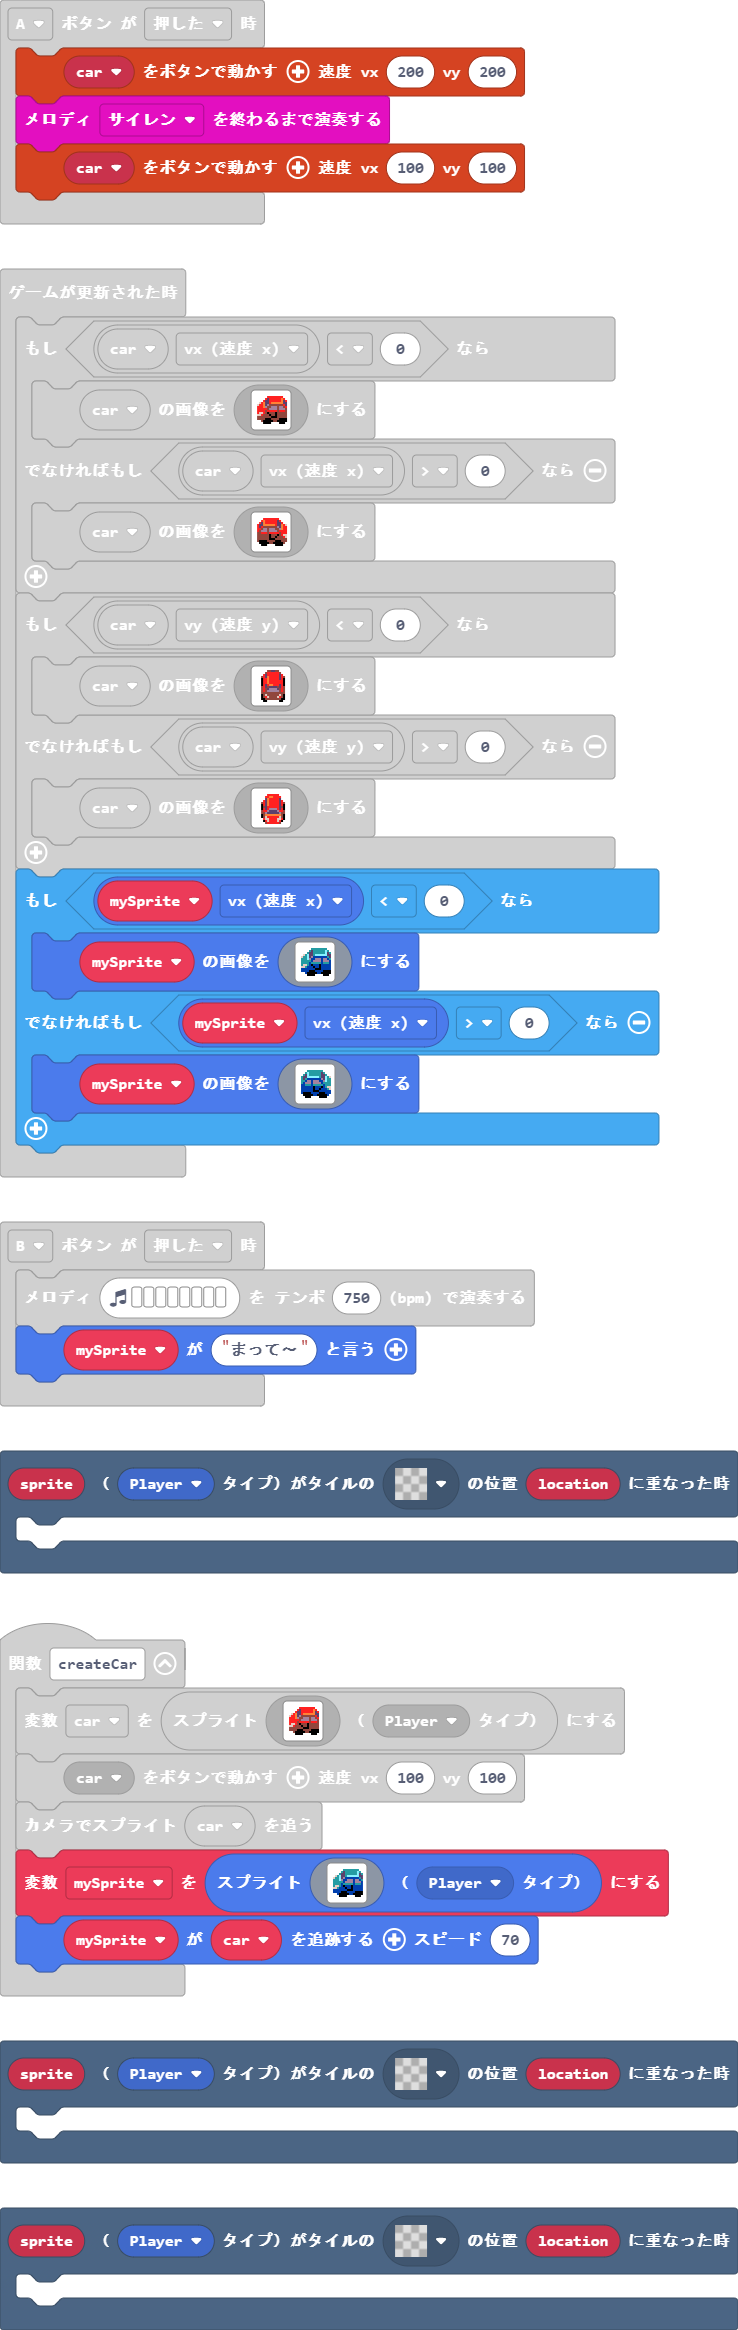 A ボタン が 押した 時
car をボタンで動かす 速度 vx 200 vy 200
メロディ サイレン を終わるまで演奏する
car をボタンで動かす 速度 vx 100 vy 100
ゲームが更新された時
もし car vx (速度 x) < 0 なら
car の画像を にする
でなければもし car vx (速度 x) > 0 なら
car の画像を にする
もし car vy (速度 y) < 0 なら
car の画像を にする
でなければもし car vy (速度 y) > 0 なら
car の画像を にする
もし mySprite vx (速度 x) < 0 なら
mySprite の画像を にする
でなければもし mySprite vx (速度 x) > 0 なら
mySprite の画像を にする
B ボタン が 押した 時
メロディ を テンポ 750 (bpm) で演奏する
mySprite が "まって〜" と言う
sprite (Player タイプ) がタイルの の位置 location に重なった時
関数 createCar
変数 car を スプライト (Player タイプ) にする
car をボタンで動かす 速度 vx 100 vy 100
カメラでスプライト car を追う
変数 mySprite を スプライト (Player タイプ) にする
mySprite が car を追跡する スピード 70
sprite (Player タイプ) がタイルの の位置 location に重なった時
sprite (Player タイプ) がタイルの の位置 location に重なった時